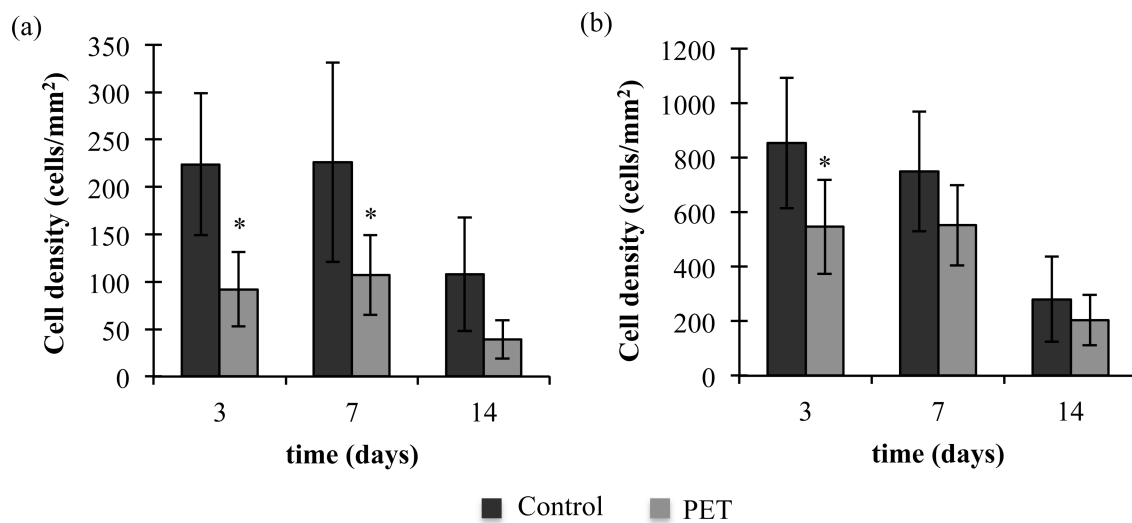 (a)
Cell density (cells/mm²)
350
300
250
200
150
100
50
0
*
*
3 7 14
time (days)
(b)
Cell density (cells/mm²)
1200
1000
800
600
400
200
0
*
3 7 14
time (days)
Control PET